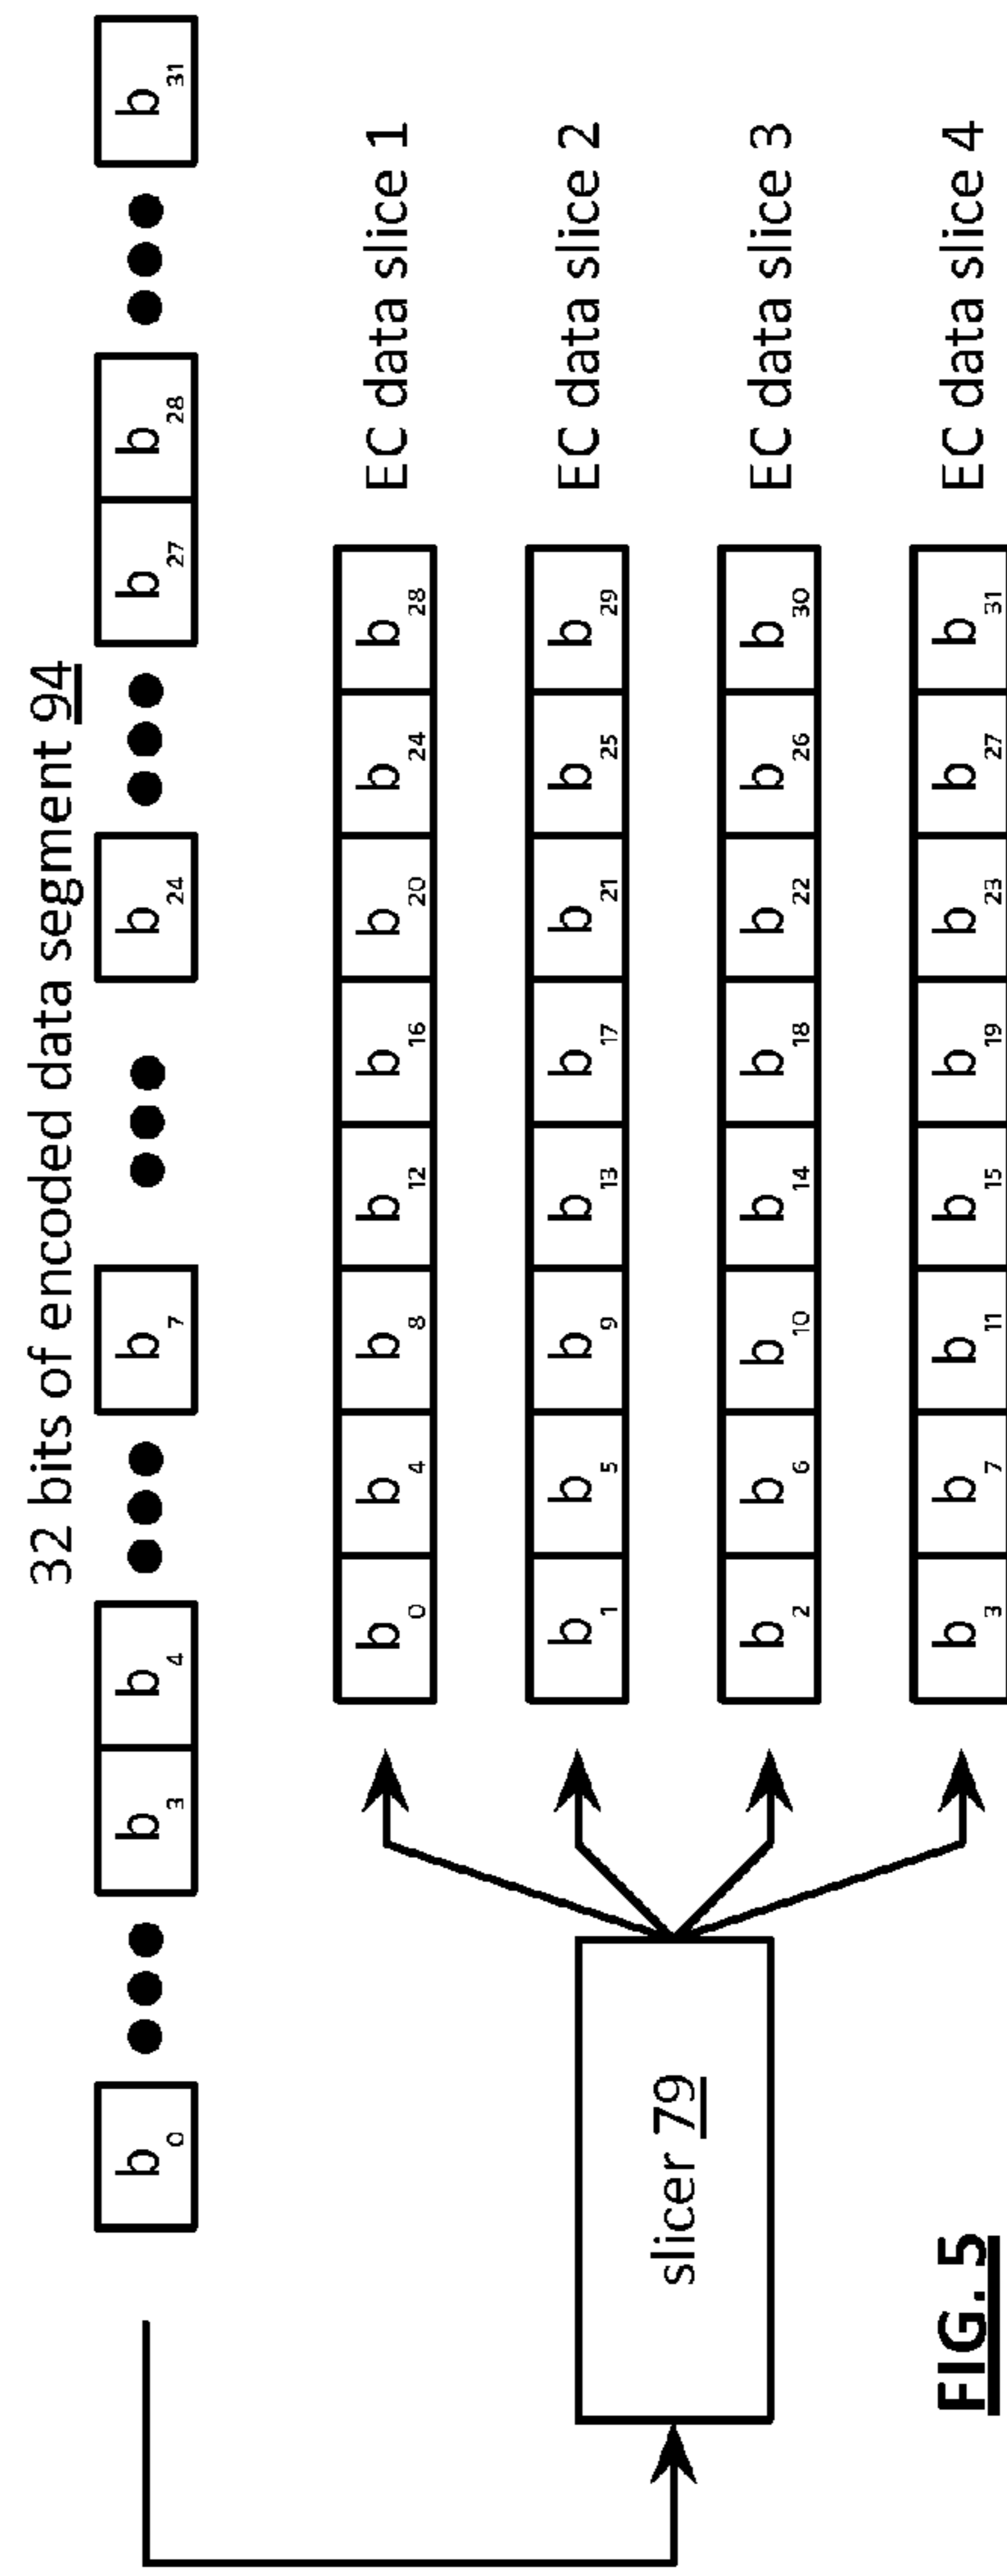 32 bits of encoded data segment 94
b0 ●●● b3 b4 ●●● b7 ●●● b24 ●●● b27 b28 ●●● b31
b0 b4 b8 b12 b16 b20 b24 b28 EC data slice 1
b1 b5 b9 b13 b17 b21 b25 b29 EC data slice 2
slicer 79
b2 b6 b10 b14 b18 b22 b26 b30 EC data slice 3
b3 b7 b11 b15 b19 b23 b27 b31 EC data slice 4
FIG. 5